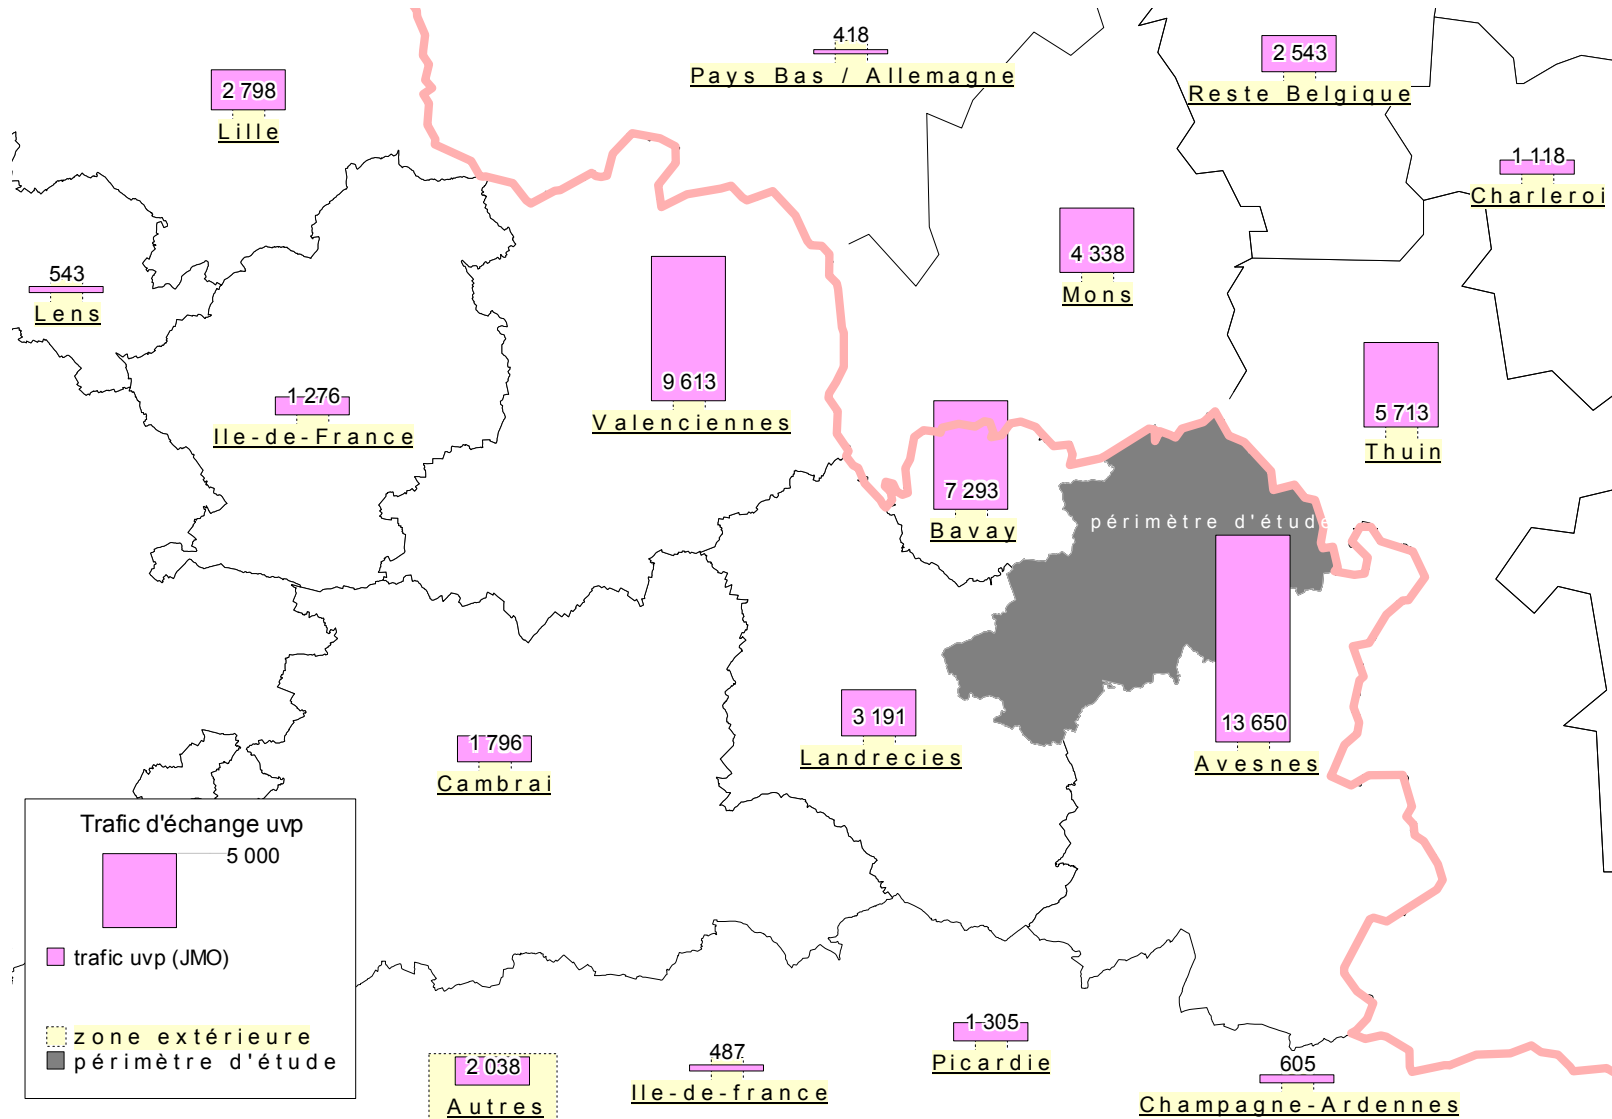 418
Pays Bas / Allemagne
2 543
Reste Belgique
2 798
Lille
1 118
Charleroi
4 338
Mons
543
Lens
9 613
Valenciennes
1 276
Ile-de-France
5 713
Thuin
7 293
Bavay
périmètre d'étude
13 650
Avesnes
3 191
Landrecies
1 796
Cambrai
Trafic d'échange uvp
5 000
trafic uvp (JMO)
zone extérieure
périmètre d'étude
2 038
Autres
487
Ile-de-france
1 305
Picardie
605
Champagne-Ardennes